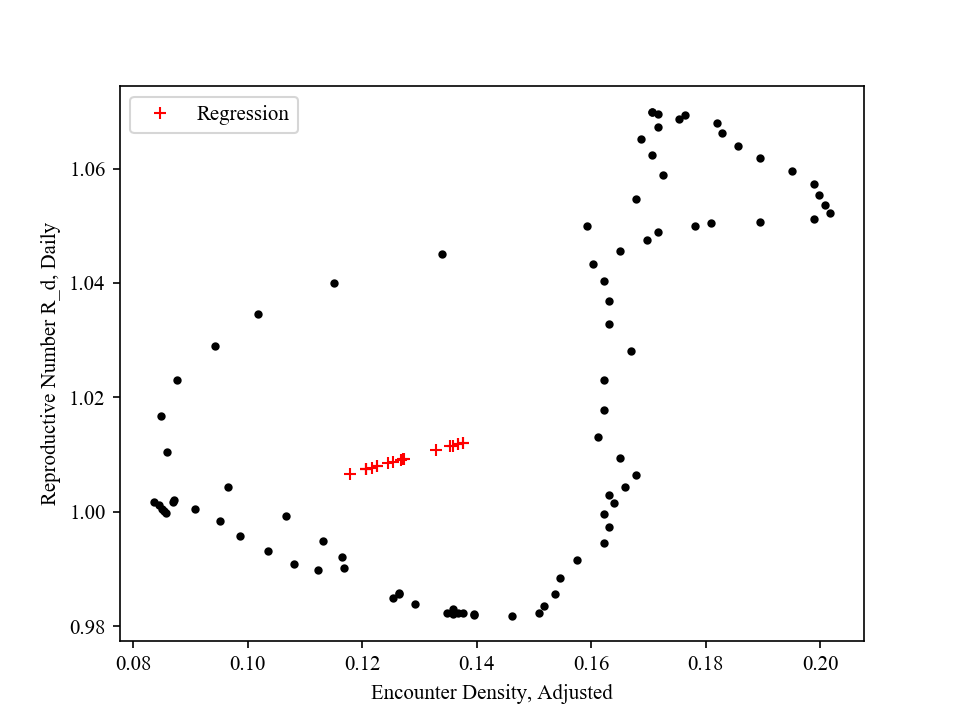 Regression
Reproductive Number R_d, Daily
1.06
1.04
1.02
1.00
0.98
0.08 0.10 0.12 0.14 0.16 0.18 0.20
Encounter Density, Adjusted